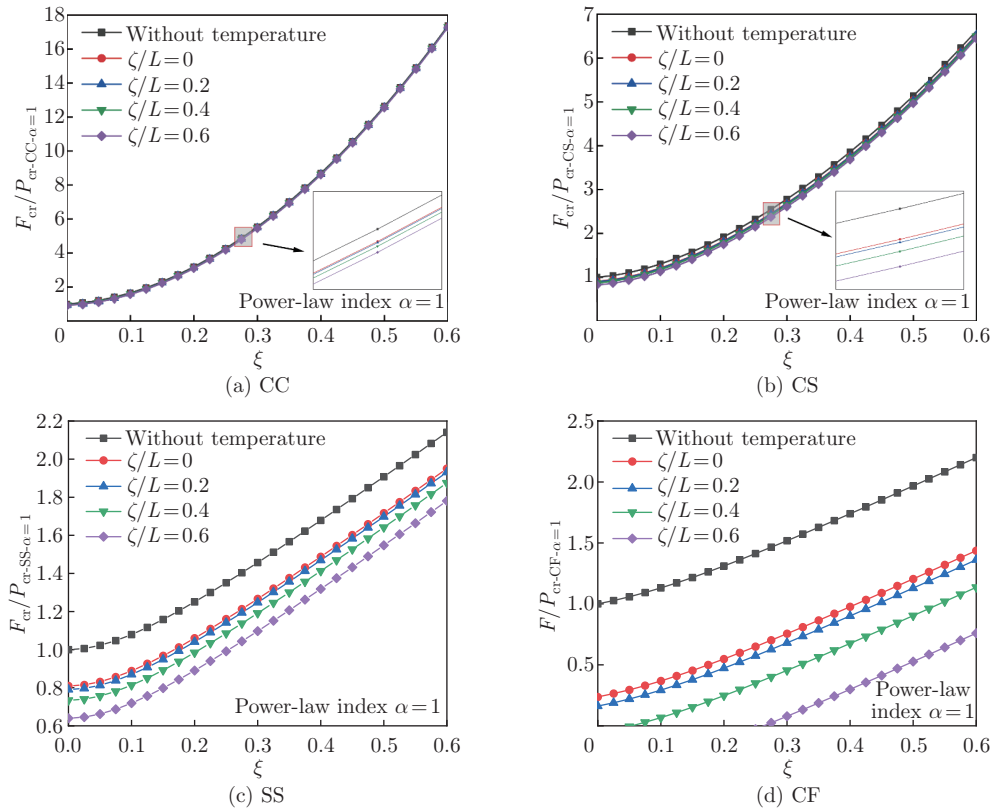 18
16
14
12
10
8
6
4
2
F_cr/P_cr-CC-α=1
Without temperature
ζ/L=0
ζ/L=0.2
ζ/L=0.4
ζ/L=0.6
Power-law index α=1
0 0.1 0.2 0.3 0.4 0.5 0.6
ξ
(a) CC
7
6
5
4
3
2
1
F_cr/P_cr-CS-α=1
Without temperature
ζ/L=0
ζ/L=0.2
ζ/L=0.4
ζ/L=0.6
Power-law index α=1
0 0.1 0.2 0.3 0.4 0.5 0.6
ξ
(b) CS
2.2
2.0
1.8
1.6
1.4
1.2
1.0
0.8
0.6
F_cr/P_cr-SS-α=1
Without temperature
ζ/L=0
ζ/L=0.2
ζ/L=0.4
ζ/L=0.6
Power-law index α=1
0.0 0.1 0.2 0.3 0.4 0.5 0.6
ξ
(c) SS
2.5
2.0
1.5
1.0
0.5
F/P_cr-CF-α=1
Without temperature
ζ/L=0
ζ/L=0.2
ζ/L=0.4
ζ/L=0.6
Power-law
index α=1
0 0.1 0.2 0.3 0.4 0.5 0.6
ξ
(d) CF